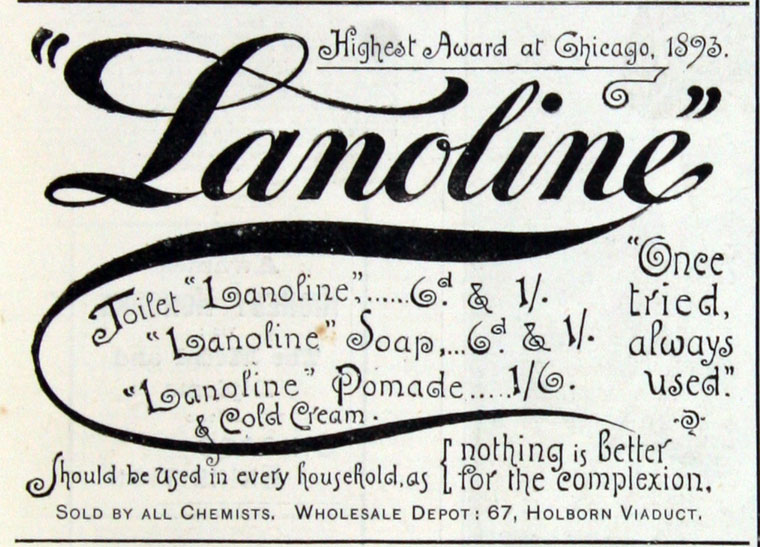 Highest Award at Chicago, 1893.
"Lanoline"
Toilet "Lanoline",......6d. & 1/.
"Lanoline" Soap,...6d. & 1/.
"Lanoline" Pomade.....1/6.
& Cold Cream.
"Once
tried,
always
used."
Should be used in every household, as { nothing is better
for the complexion.
SOLD BY ALL CHEMISTS. WHOLESALE DEPOT: 67, HOLBORN VIADUCT.